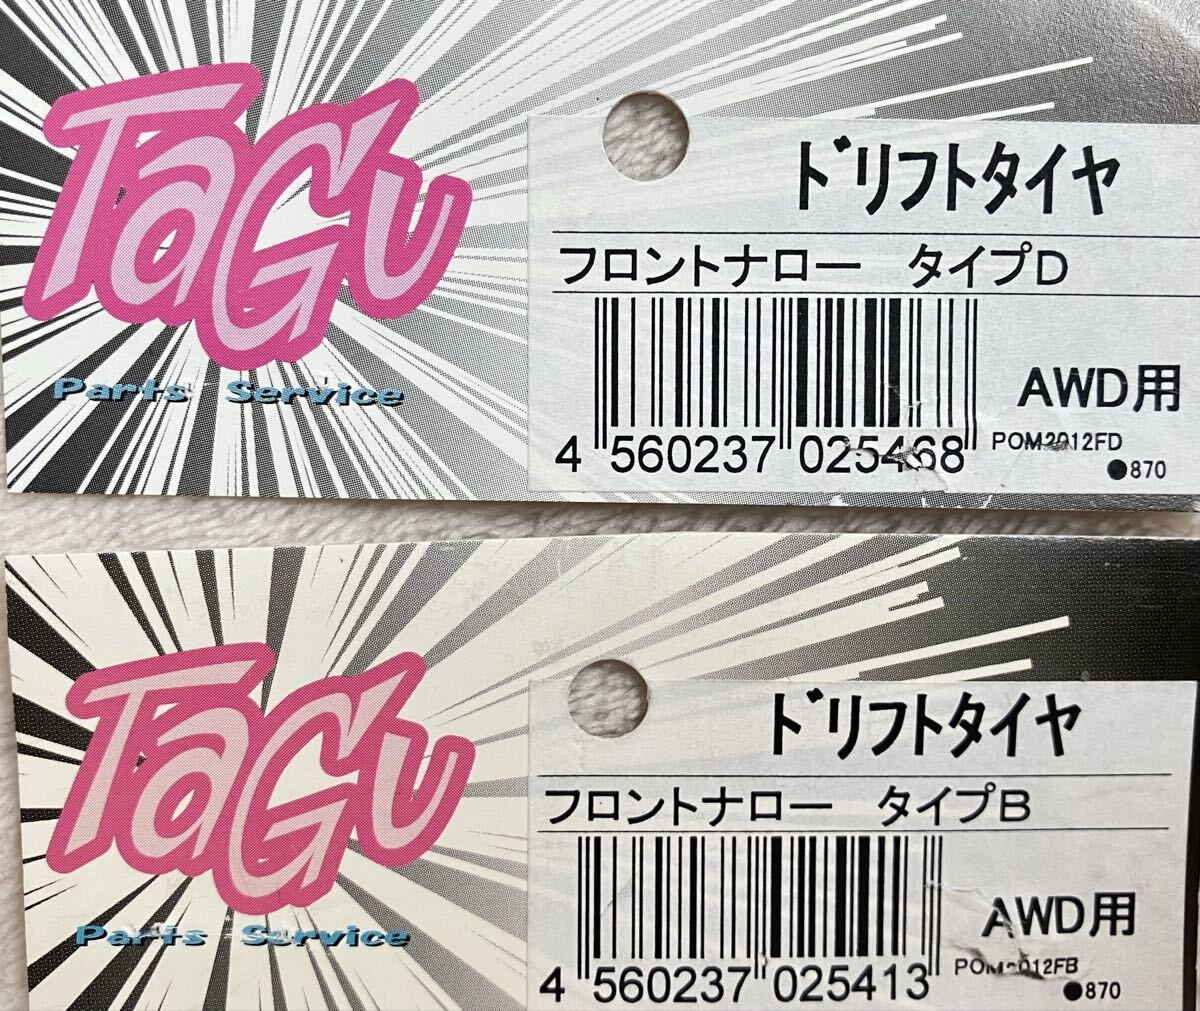 TaGu
Parts Service
ドリフトタイヤ
フロントナロー　タイプD
AWD用
4 560237 025468
POM2012FD
●870
TaGu
Parts Service
ドリフトタイヤ
フロントナロー　タイプB
AWD用
4 560237 025413
POM2012FB
●870